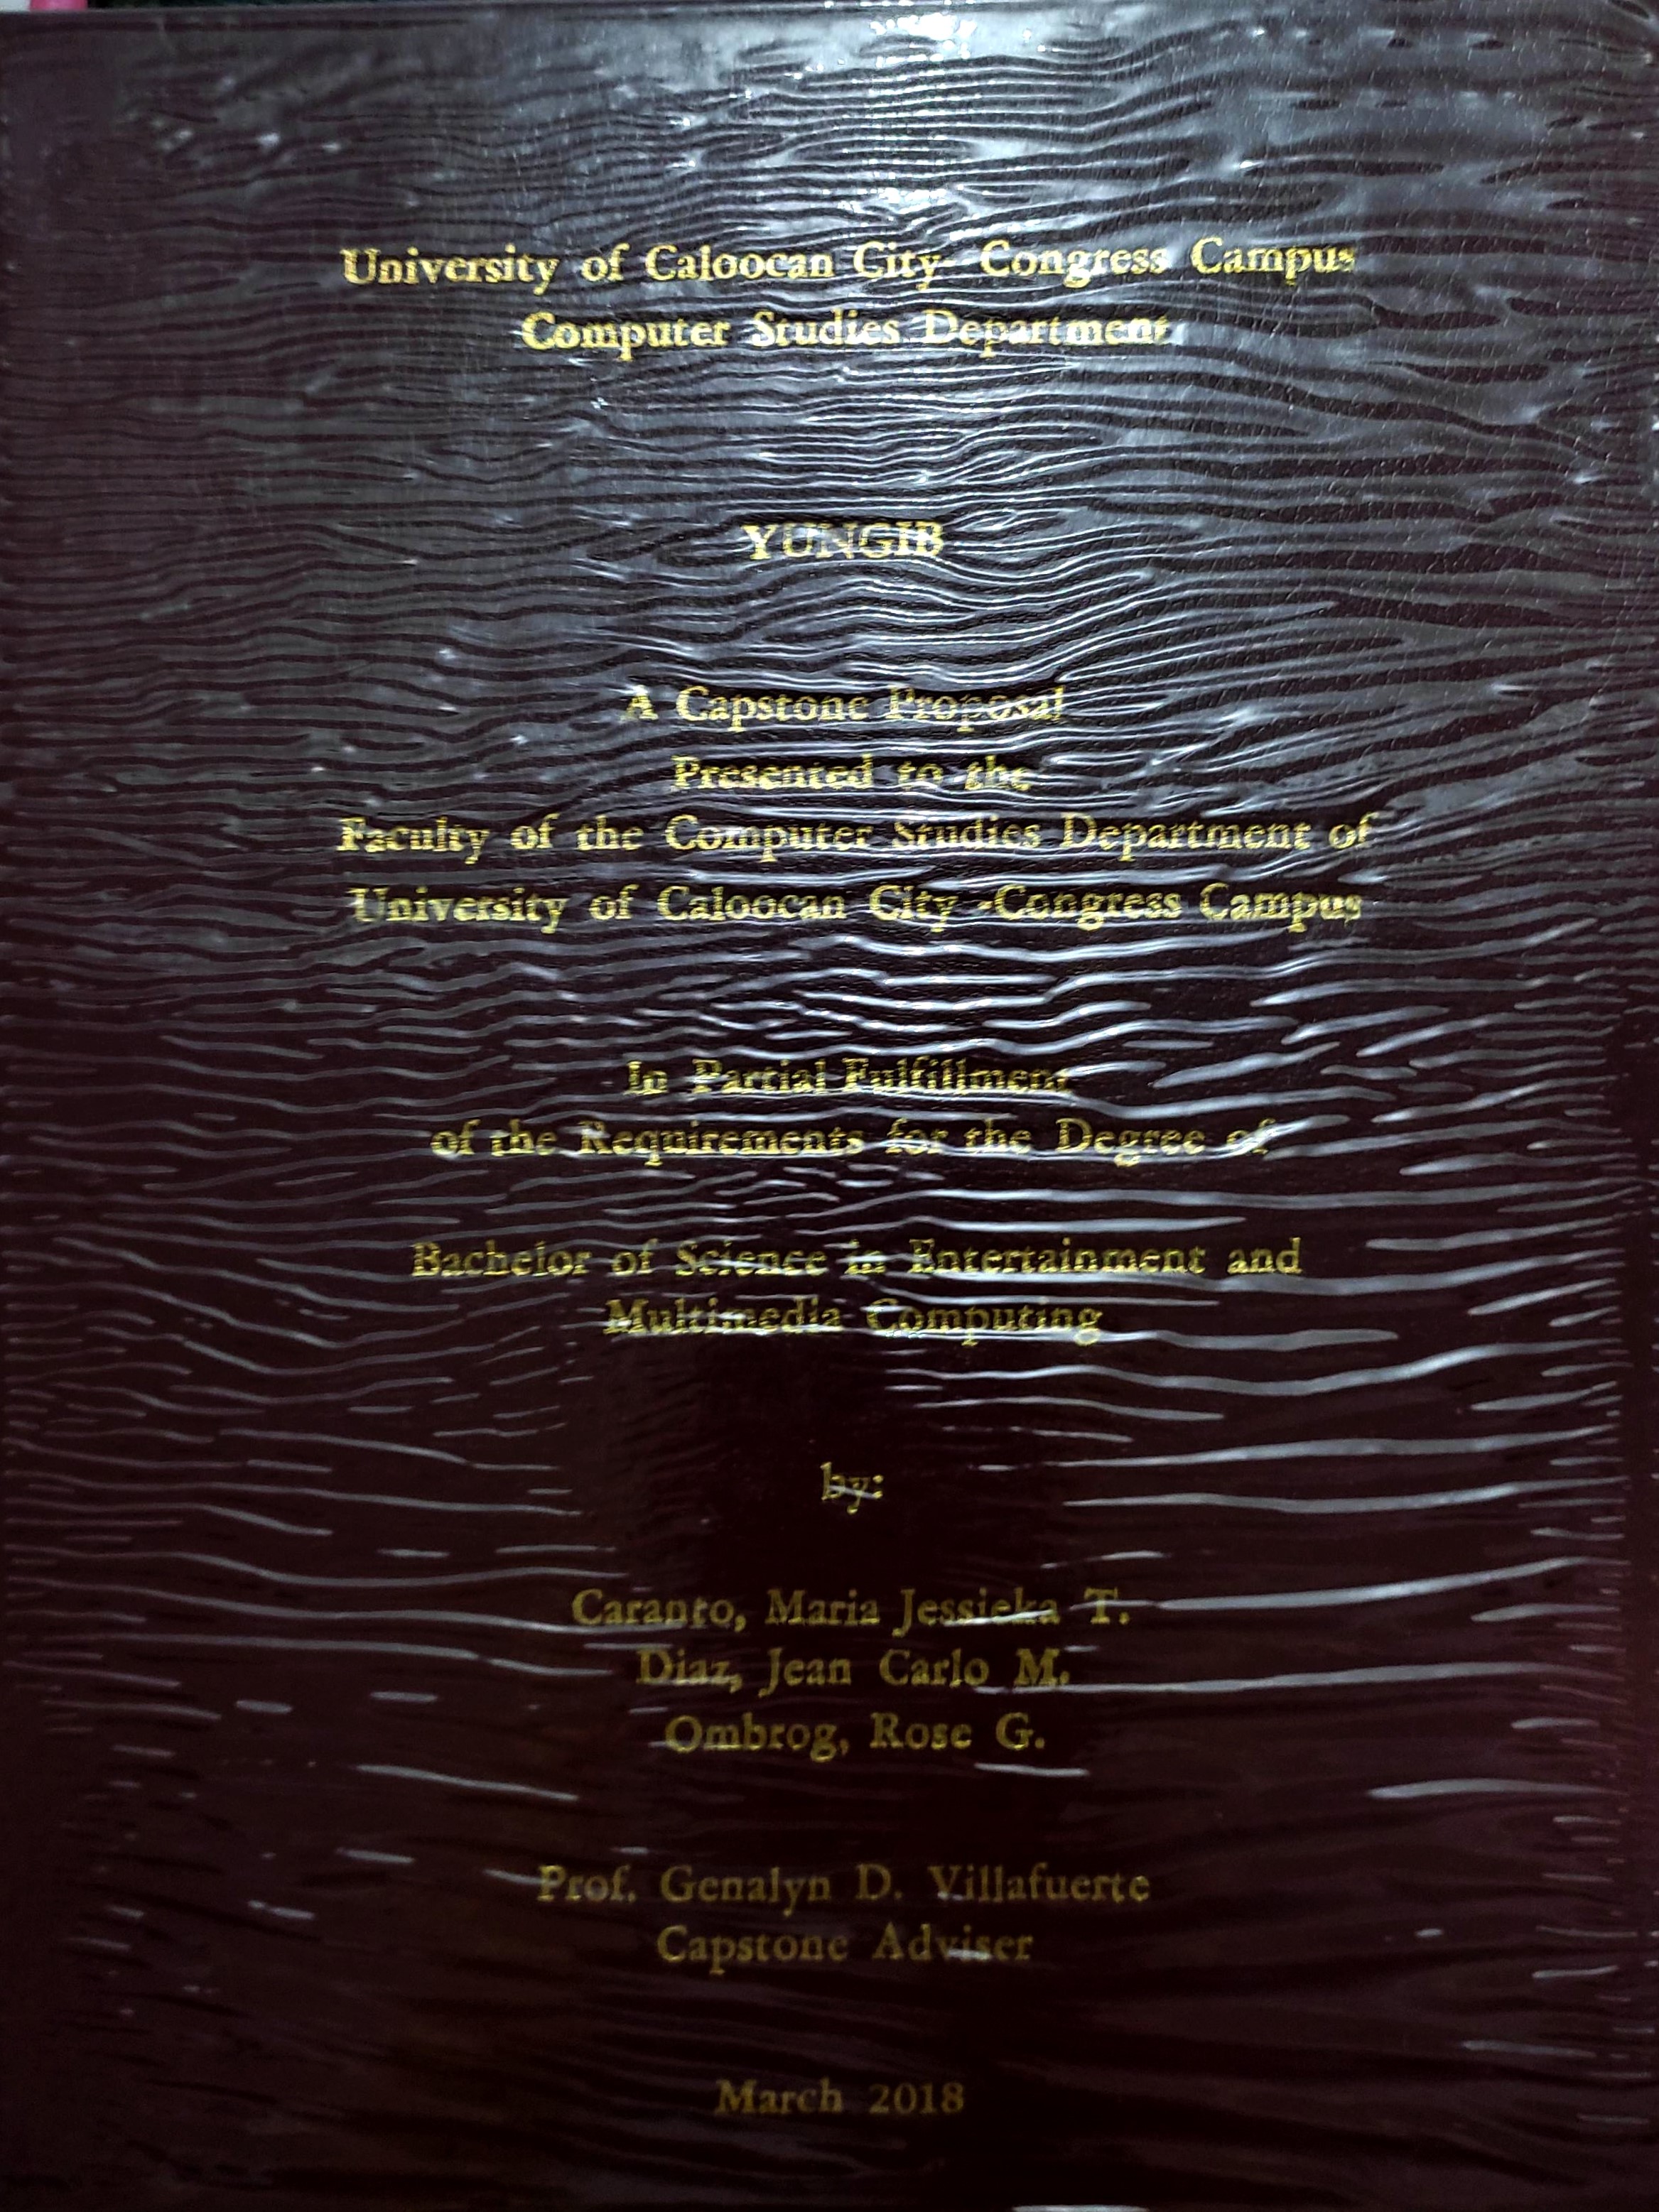 University of Caloocan City- Congress Campus
Computer Studies Department
YUNGIB
A Capstone Proposal
Presented to the
Faculty of the Computer Studies Department of
University of Caloocan City -Congress Campus
In Partial Fulfillment
of the Requirements for the Degree of
Bachelor of Science in Entertainment and
Multimedia Computing
by:
Caranto, Maria Jessieka T.
Diaz, Jean Carlo M.
Ombrog, Rose G.
Prof. Genalyn D. Villafuerte
Capstone Adviser
March 2018